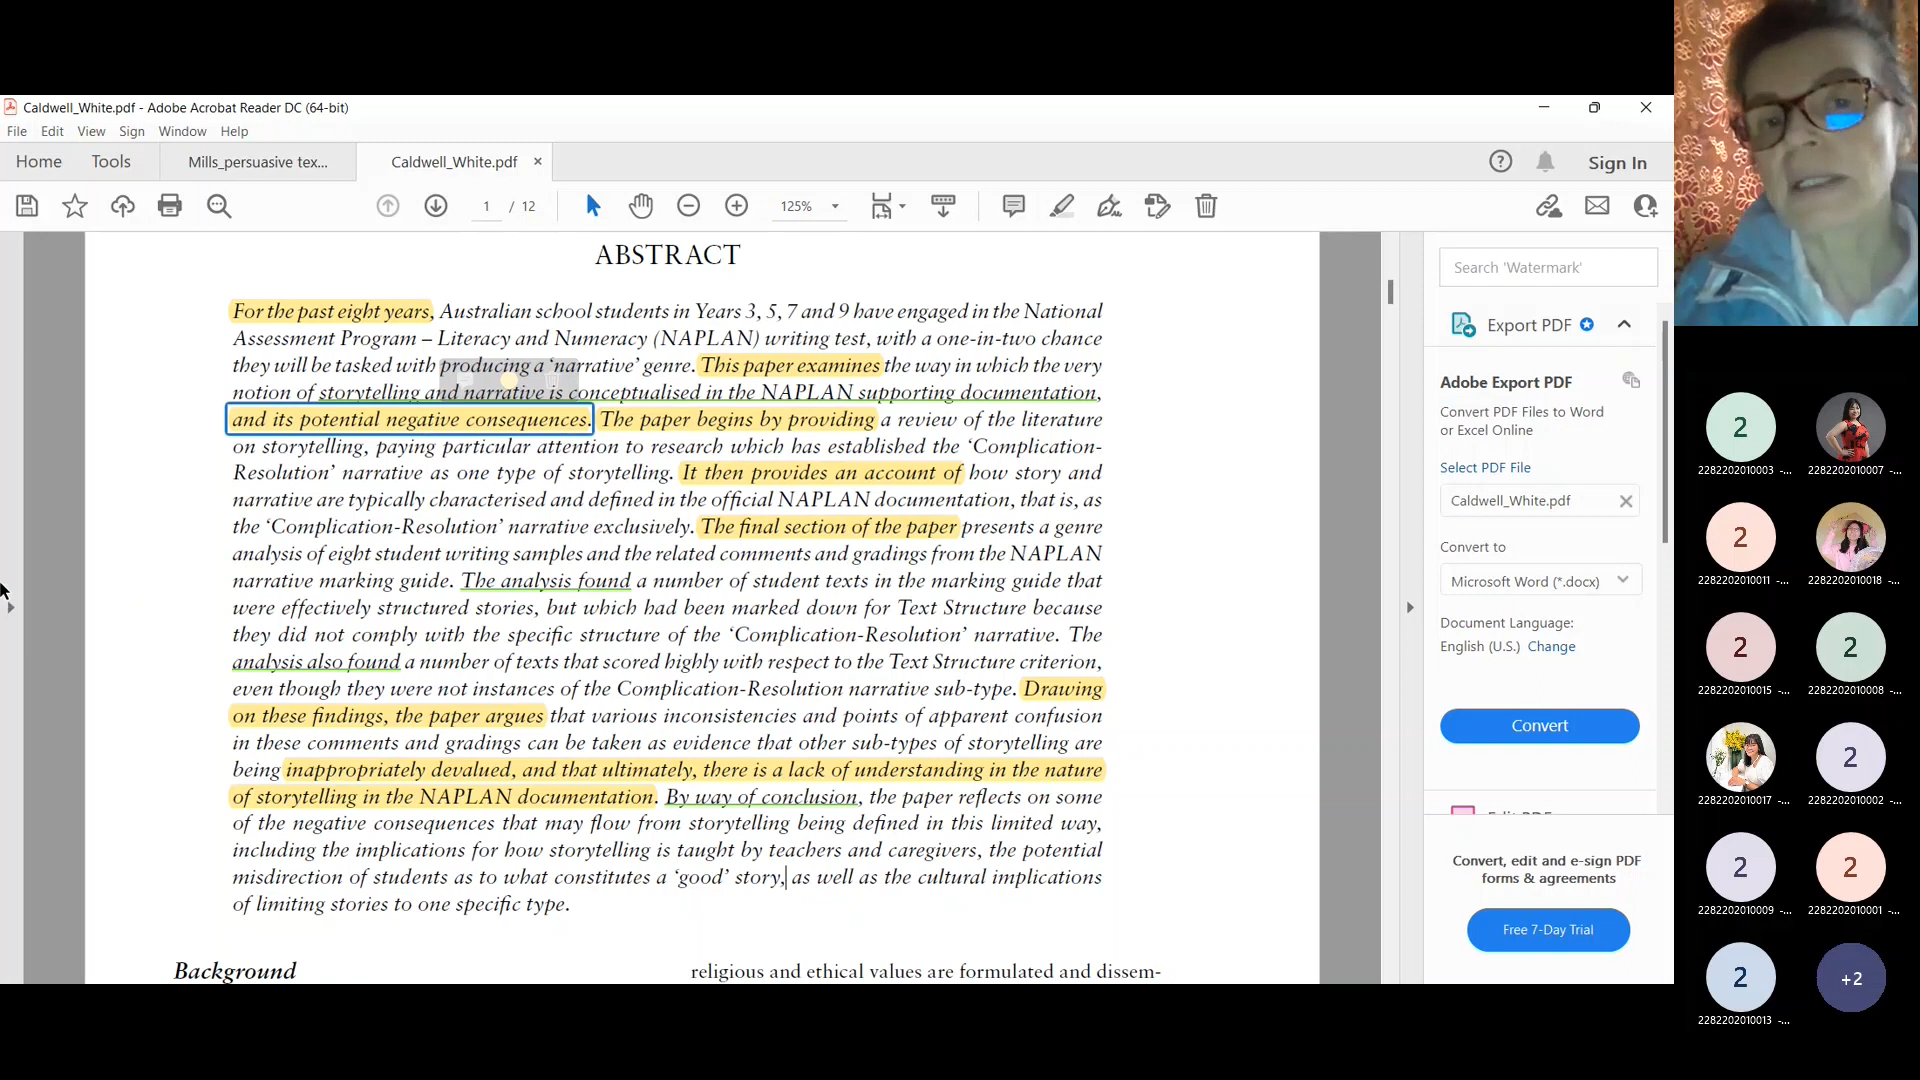 Caldwell_White.pdf - Adobe Acrobat Reader DC (64-bit)
File Edit View Sign Window Help
Home Tools Mills_persuasive tex... Caldwell_White.pdf × Sign In
1 / 12 125%
ABSTRACT
For the past eight years, Australian school students in Years 3, 5, 7 and 9 have engaged in the National
Assessment Program – Literacy and Numeracy (NAPLAN) writing test, with a one-in-two chance
they will be tasked with producing a ‘narrative’ genre. This paper examines the way in which the very
notion of storytelling and narrative is conceptualised in the NAPLAN supporting documentation,
and its potential negative consequences. The paper begins by providing a review of the literature
on storytelling, paying particular attention to research which has established the ‘Complication-
Resolution’ narrative as one type of storytelling. It then provides an account of how story and
narrative are typically characterised and defined in the official NAPLAN documentation, that is, as
the ‘Complication-Resolution’ narrative exclusively. The final section of the paper presents a genre
analysis of eight student writing samples and the related comments and gradings from the NAPLAN
narrative marking guide. The analysis found a number of student texts in the marking guide that
were effectively structured stories, but which had been marked down for Text Structure because
they did not comply with the specific structure of the ‘Complication-Resolution’ narrative. The
analysis also found a number of texts that scored highly with respect to the Text Structure criterion,
even though they were not instances of the Complication-Resolution narrative sub-type. Drawing
on these findings, the paper argues that various inconsistencies and points of apparent confusion
in these comments and gradings can be taken as evidence that other sub-types of storytelling are
being inappropriately devalued, and that ultimately, there is a lack of understanding in the nature
of storytelling in the NAPLAN documentation. By way of conclusion, the paper reflects on some
of the negative consequences that may flow from storytelling being defined in this limited way,
including the implications for how storytelling is taught by teachers and caregivers, the potential
misdirection of students as to what constitutes a ‘good’ story, as well as the cultural implications
of limiting stories to one specific type.
Background
religious and ethical values are formulated and dissem-
Search 'Watermark'
Export PDF
Adobe Export PDF
Convert PDF Files to Word
or Excel Online
Select PDF File
Caldwell_White.pdf
Convert to
Microsoft Word (*.docx)
Document Language:
English (U.S.) Change
Convert
Convert, edit and e-sign PDF
forms & agreements
Free 7-Day Trial
2
2282202010003 -... 2282202010007 -...
2
2282202010011 -... 2282202010018 -...
2 2
2282202010015 -... 2282202010008 -...
2
2282202010017 -... 2282202010002 -...
2 2
2282202010009 -... 2282202010001 -...
2 +2
2282202010013 -...